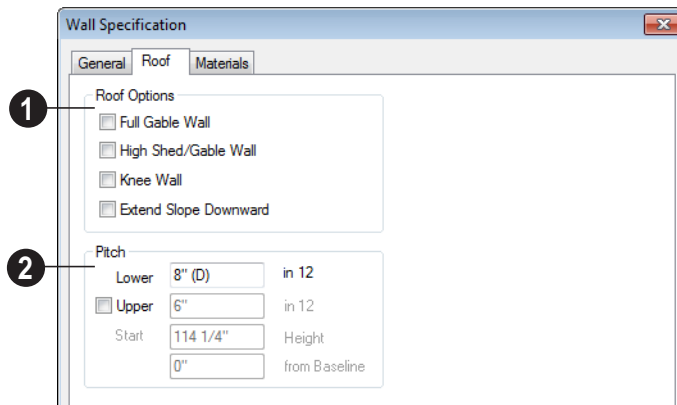 Wall Specification
General Roof Materials
1 Roof Options
Full Gable Wall
High Shed/Gable Wall
Knee Wall
Extend Slope Downward
2 Pitch
Lower 8" (D) in 12
Upper 6" in 12
Start 114 1/4" Height
0" from Baseline